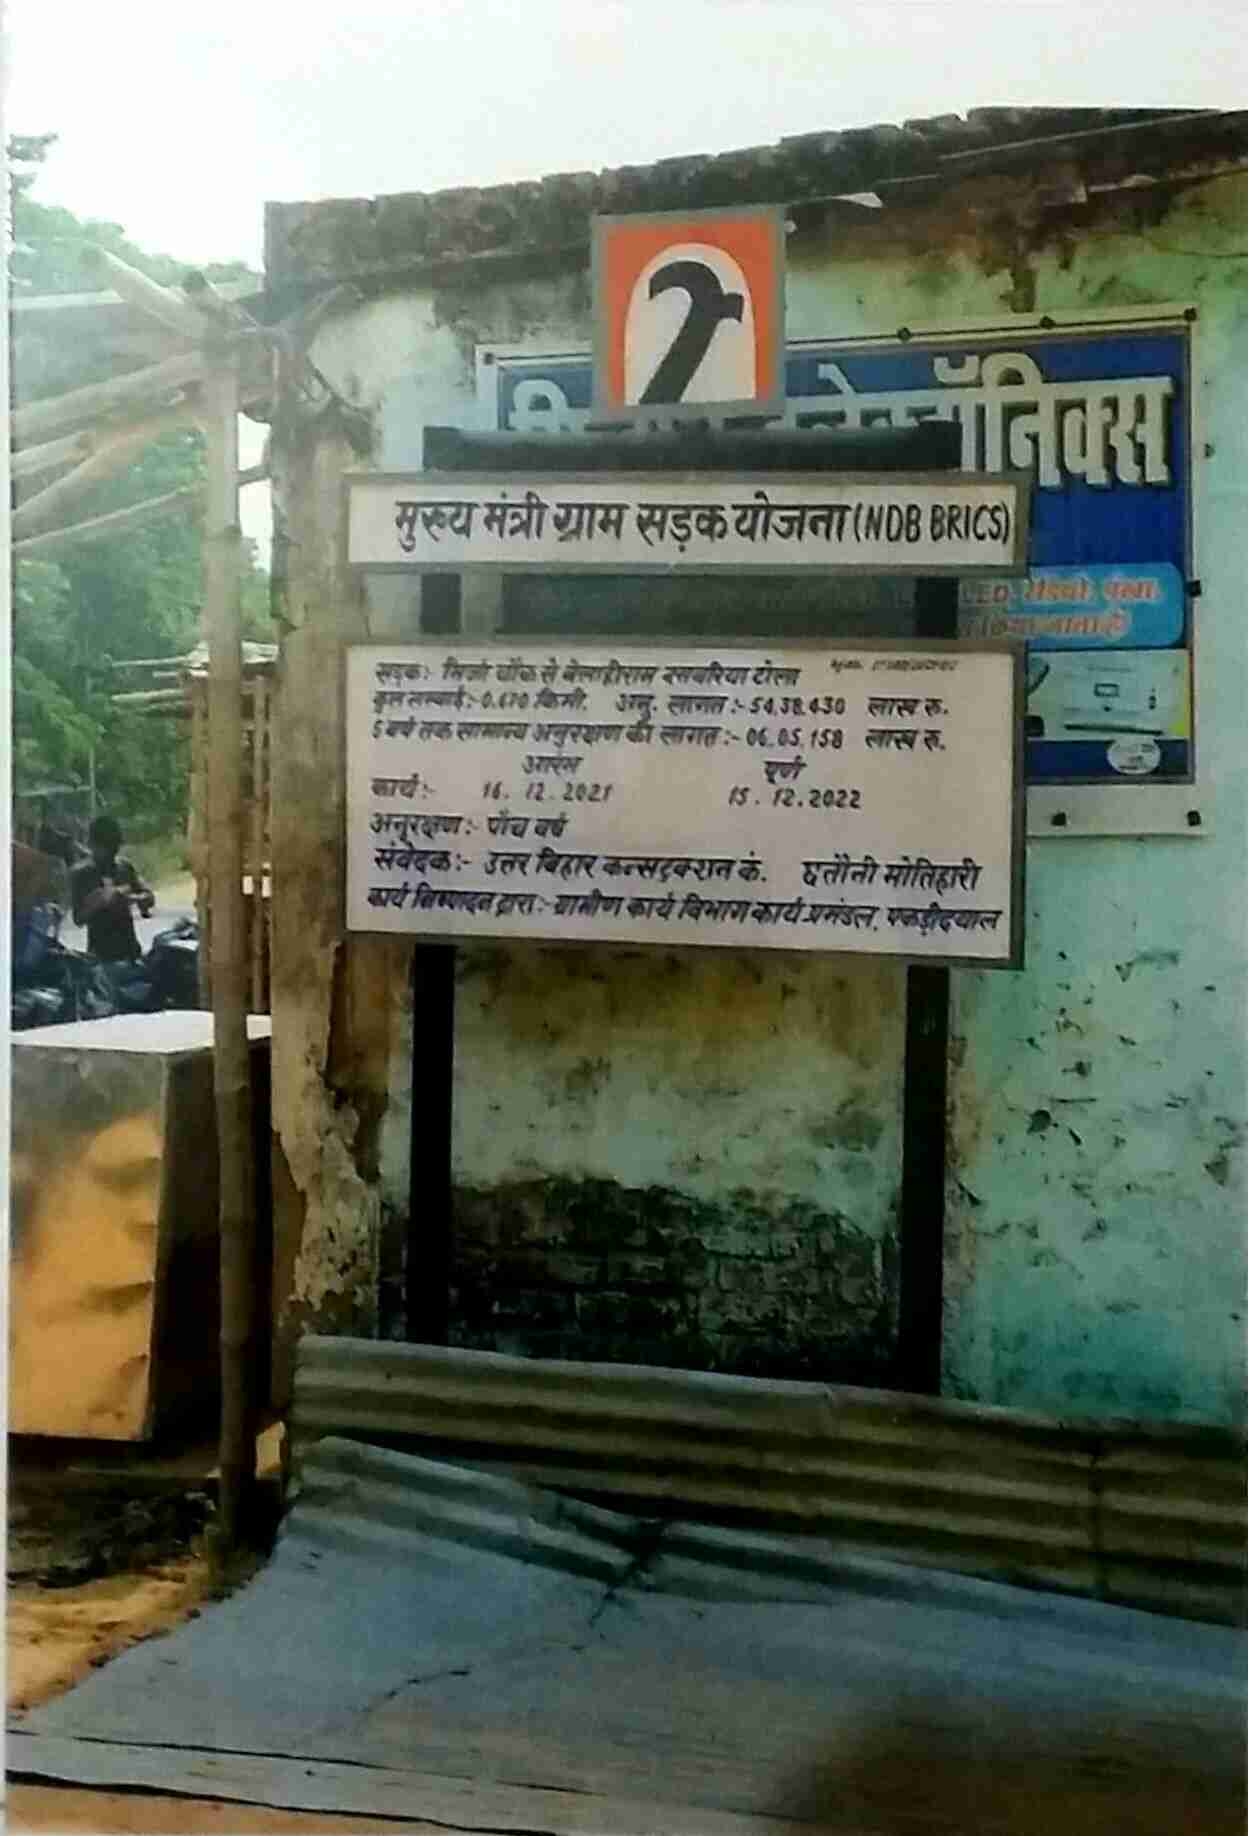 ॉनिक्स
मुख्य मंत्री ग्राम सड़क योजना (NDB BRICS)
LED, रेडियो, पंखा,
किया जाता है
सड़क:- मिर्जा चौक से बेलाहीराम टोला
कुल लम्बाई:- 0.670 किमी. अनु. लागत:- 54.38.430 लाख रु.
5 वर्ष तक सामान्य अनुरक्षण की लागत:- 06.05.158 लाख रु.
आरंभ पूर्ण
कार्य:- 16. 12. 2021 15. 12. 2022
अनुरक्षण:- पाँच वर्ष
संवेदक:- उत्तर बिहार कन्सट्रक्शन कं. छतौनी मोतिहारी
कार्य निष्पादन द्वारा:- ग्रामीण कार्य विभाग कार्य प्रमंडल, पकड़ीदयाल